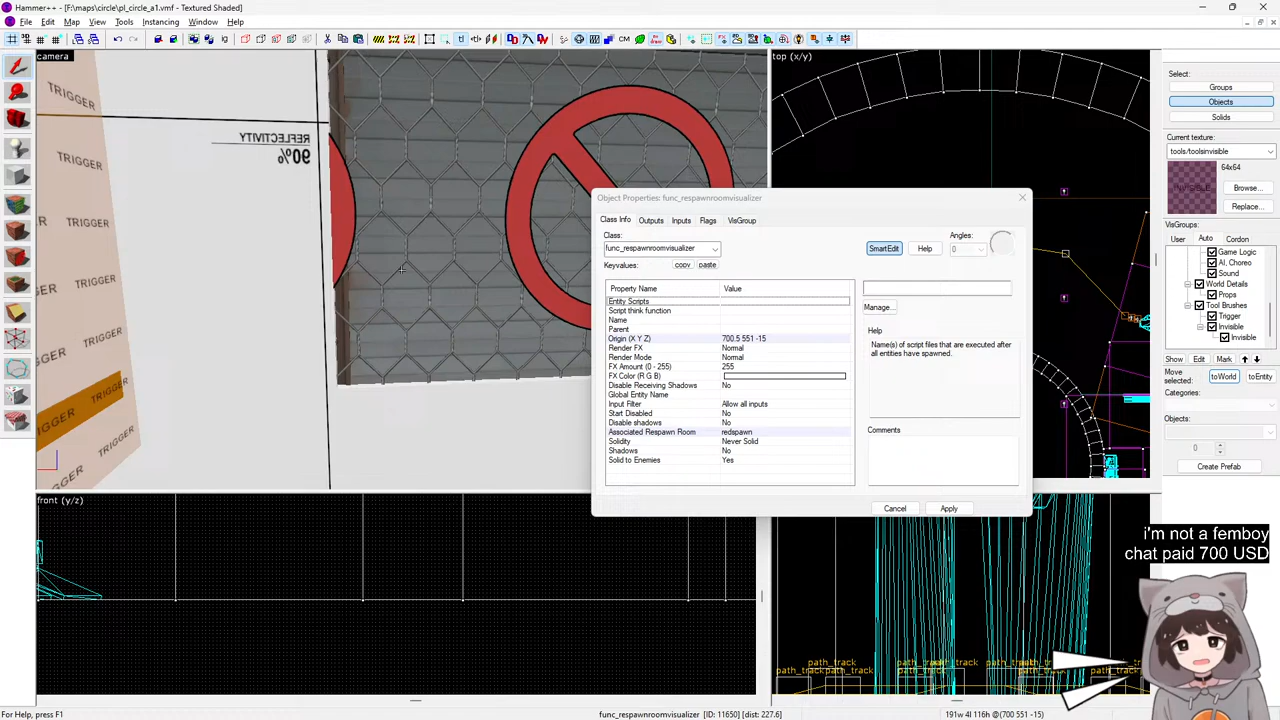 Hammer++ - [F:\maps\circle\pl_circle_a1.vmf - Textured Shaded]
File Edit Map View Tools Instancing Window Help
camera
top (x/y)
front (y/z)
TRIGGER
TRIGGER
TRIGGER
TRIGGER
TRIGGER
TRIGGER
TRIGGER
TRIGGER
REFLECTIVITY
90%
Object Properties: func_respawnroomvisualizer
Class Info Outputs Inputs Flags VisGroup
Class:
func_respawnroomvisualizer
SmartEdit
Help
Angles:
0
Keyvalues:
copy
paste
Property Name Value
Entity Scripts
Script think function
Name
Parent
Origin (X Y Z) 700.5 551 -15
Render FX Normal
Render Mode Normal
FX Amount (0 - 255) 255
FX Color (R G B)
Disable Receiving Shadows No
Global Entity Name
Input Filter Allow all inputs
Start Disabled No
Disable shadows No
Associated Respawn Room redspawn
Solidity Never Solid
Shadows No
Solid to Enemies Yes
Manage...
Help
Name(s) of script files that are executed after
all entities have spawned.
Comments
Cancel
Apply
Select:
Groups
Objects
Solids
Current texture:
tools/toolsinvisible
64x64
Browse...
Replace...
VisGroups:
User Auto Cordon
Game Logic
AI, Choreo
Sound
World Details
Props
Tool Brushes
Trigger
Invisible
Invisible
Show Edit Mark
Move
selected:
toWorld
toEntity
Categories:
Objects:
0
Create Prefab
i'm not a femboy
chat paid 700 USD
path_track
path_track
For Help, press F1
func_respawnroomvisualizer [ID: 11650] [dist: 227.6]
191w 4l 116h @(700 551 -15)